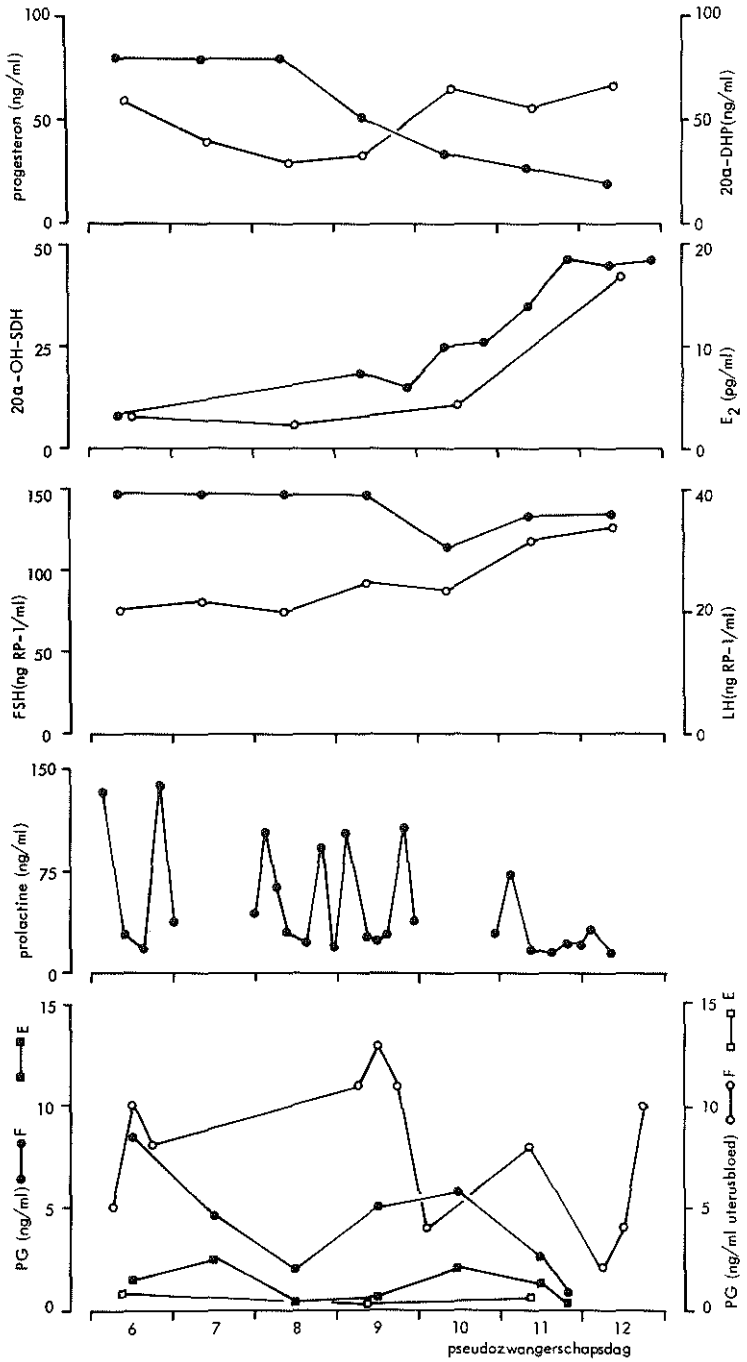 100
50
0
progesteron (ng/ml)
100
50
0
20α-DHP(ng/ml)
50
25
0
20α-OH-SDH
20
10
0
E2 (pg/ml)
150
100
50
0
FSH(ng RP-1/ml)
40
20
0
LH(ng RP-1/ml)
150
75
0
prolactine (ng/ml)
15
10
5
0
PG (ng/ml) F E
15
10
5
0
PG (ng/ml uterusbloed) F E
6 7 8 9 10 11 12
pseudozwangerschapsdag